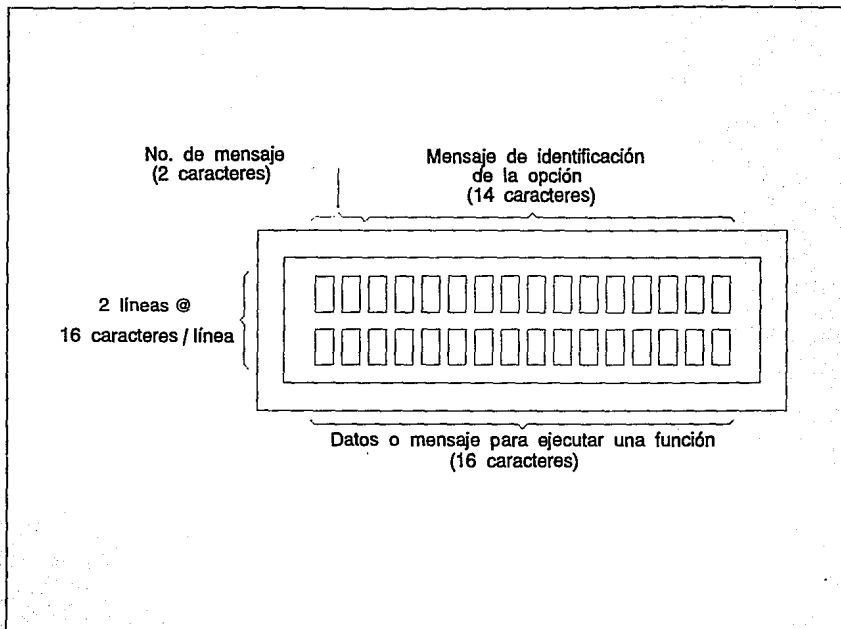 No. de mensaje
(2 caracteres)
Mensaje de identificación
de la opción
(14 caracteres)
2 líneas @
16 caracteres / línea
Datos o mensaje para ejecutar una función
(16 caracteres)